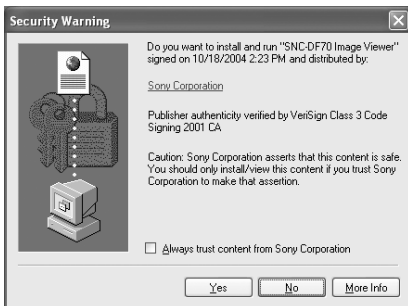 Security Warning
Do you want to install and run "SNC-DF70 Image Viewer"
signed on 10/18/2004 2:23 PM and distributed by:
Sony Corporation
Publisher authenticity verified by VeriSign Class 3 Code
Signing 2001 CA
Caution: Sony Corporation asserts that this content is safe.
You should only install/view this content if you trust Sony
Corporation to make that assertion.
Always trust content from Sony Corporation
Yes No More Info